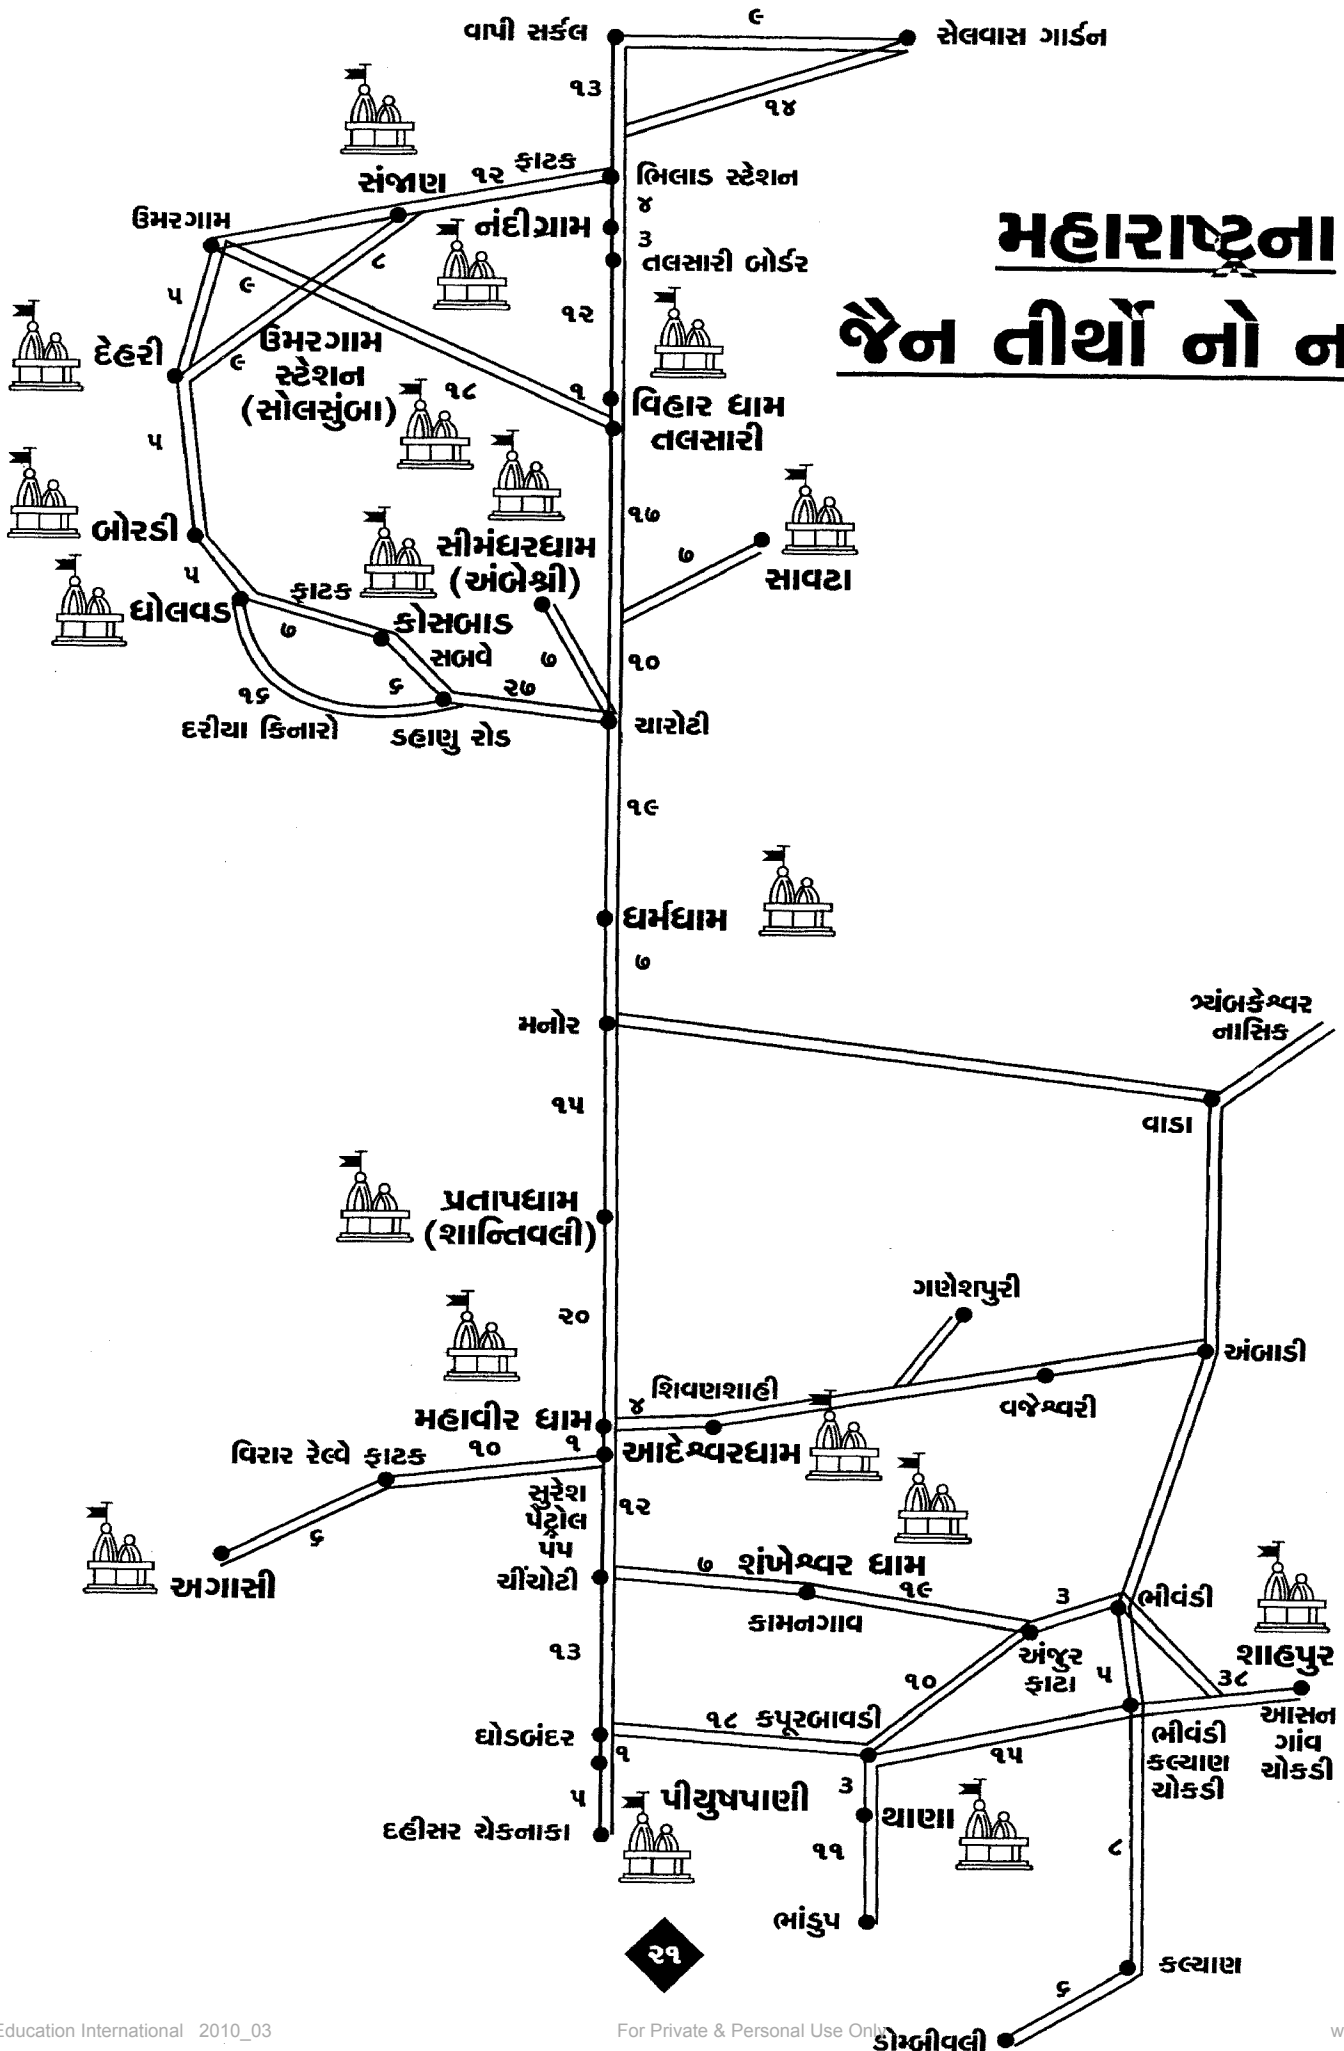 વાપી સર્કલ
૯
સેલવાસ ગાર્ડન
૧૩
૧૪
ફાટક
૧૨
સંજાણ
ભિલાડ સ્ટેશન
૪
ઉમરગામ
નંદીગ્રામ
૩
તલસારી બોર્ડર
મહારાષ્ટ્રના
જૈન તીર્થો નો ન
૮
૫
૯
૧૨
દેહરી
૯
ઉમરગામ
સ્ટેશન
(સોલસુંબા)
૧૮
૧
વિહાર ધામ
તલસારી
૫
બોરડી
૧૭
સીમંધરધામ
(અંબેશ્રી)
૭
સાવટા
૫
ધોલવડ
ફાટક
૭
કોસબાડ
સબવે
૭
૧૦
૬
૨૭
૧૬
દરીયા કિનારો
ડહાણુ રોડ
ચારોટી
૧૯
ધર્મધામ
૭
મનોર
ત્ર્યંબકેશ્વર
નાસિક
૧૫
વાડા
પ્રતાપધામ
(શાન્તિવલી)
ગણેશપુરી
૨૦
અંબાડી
શિવણશાહી
૪
વજેશ્વરી
મહાવીર ધામ
૧
આદેશ્વરધામ
વિરાર રેલ્વે ફાટક
૧૦
સુરેશ
પેટ્રોલ
પંપ
૧૨
૬
અગાસી
ચીંચોટી
૭
શંખેશ્વર ધામ
૧૯
કામનગાવ
૩
ભીવંડી
અંજુર
ફાટા
૧૩
૧૦
૫
૩૮
શાહપુર
આસન
ગાંવ
ચોકડી
ઘોડબંદર
૧૮ કપૂરબાવડી
૧
૧૫
ભીવંડી
કલ્યાણ
ચોકડી
૫
પીયુષપાણી
૩
થાણા
દહીસર ચેકનાકા
૧૧
૮
ભાંડુપ
૨૧
કલ્યાણ
૬
ડોમ્બીવલી
Education International 2010_03
For Private & Personal Use Only
w